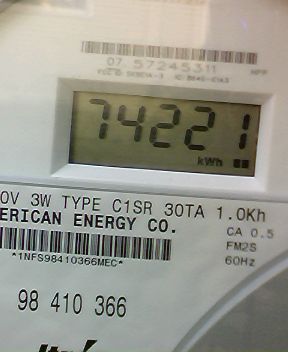 07 57245311
74221
kWh
0V 3W TYPE C1SR 30TA 1.0Kh
ERICAN ENERGY CO.
CA 0.5
FM2S
*1NFS98410366MEC*
60Hz
98 410 366